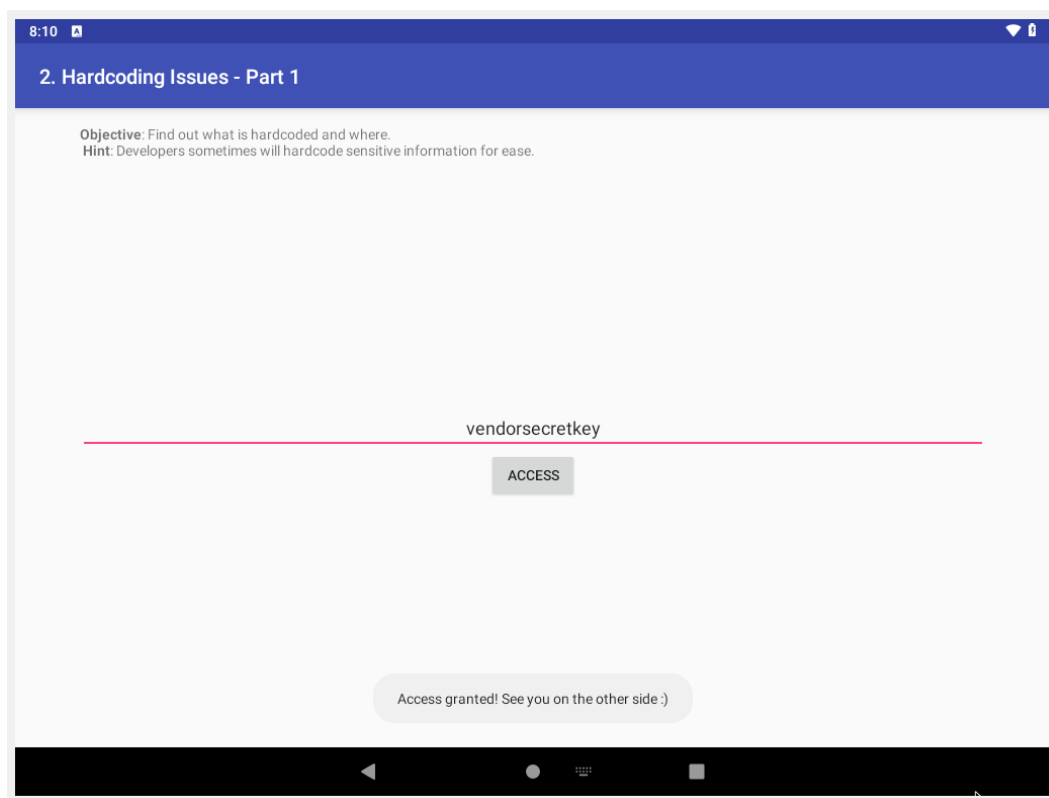 8:10
2. Hardcoding Issues - Part 1
Objective: Find out what is hardcoded and where.
Hint: Developers sometimes will hardcode sensitive information for ease.
vendorsecretkey
ACCESS
Access granted! See you on the other side :)